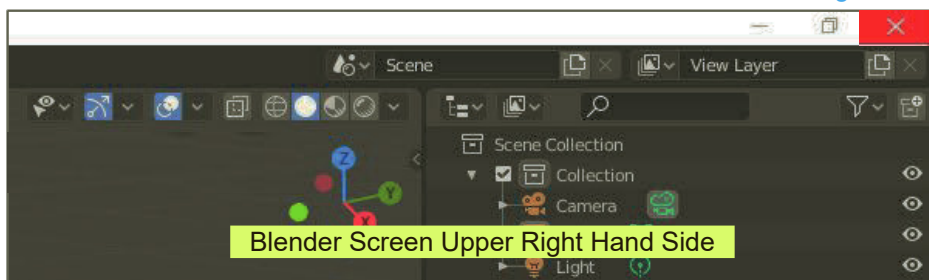 Scene
View Layer
Scene Collection
Collection
Z
Y
Camera
X
Blender Screen Upper Right Hand Side
Light